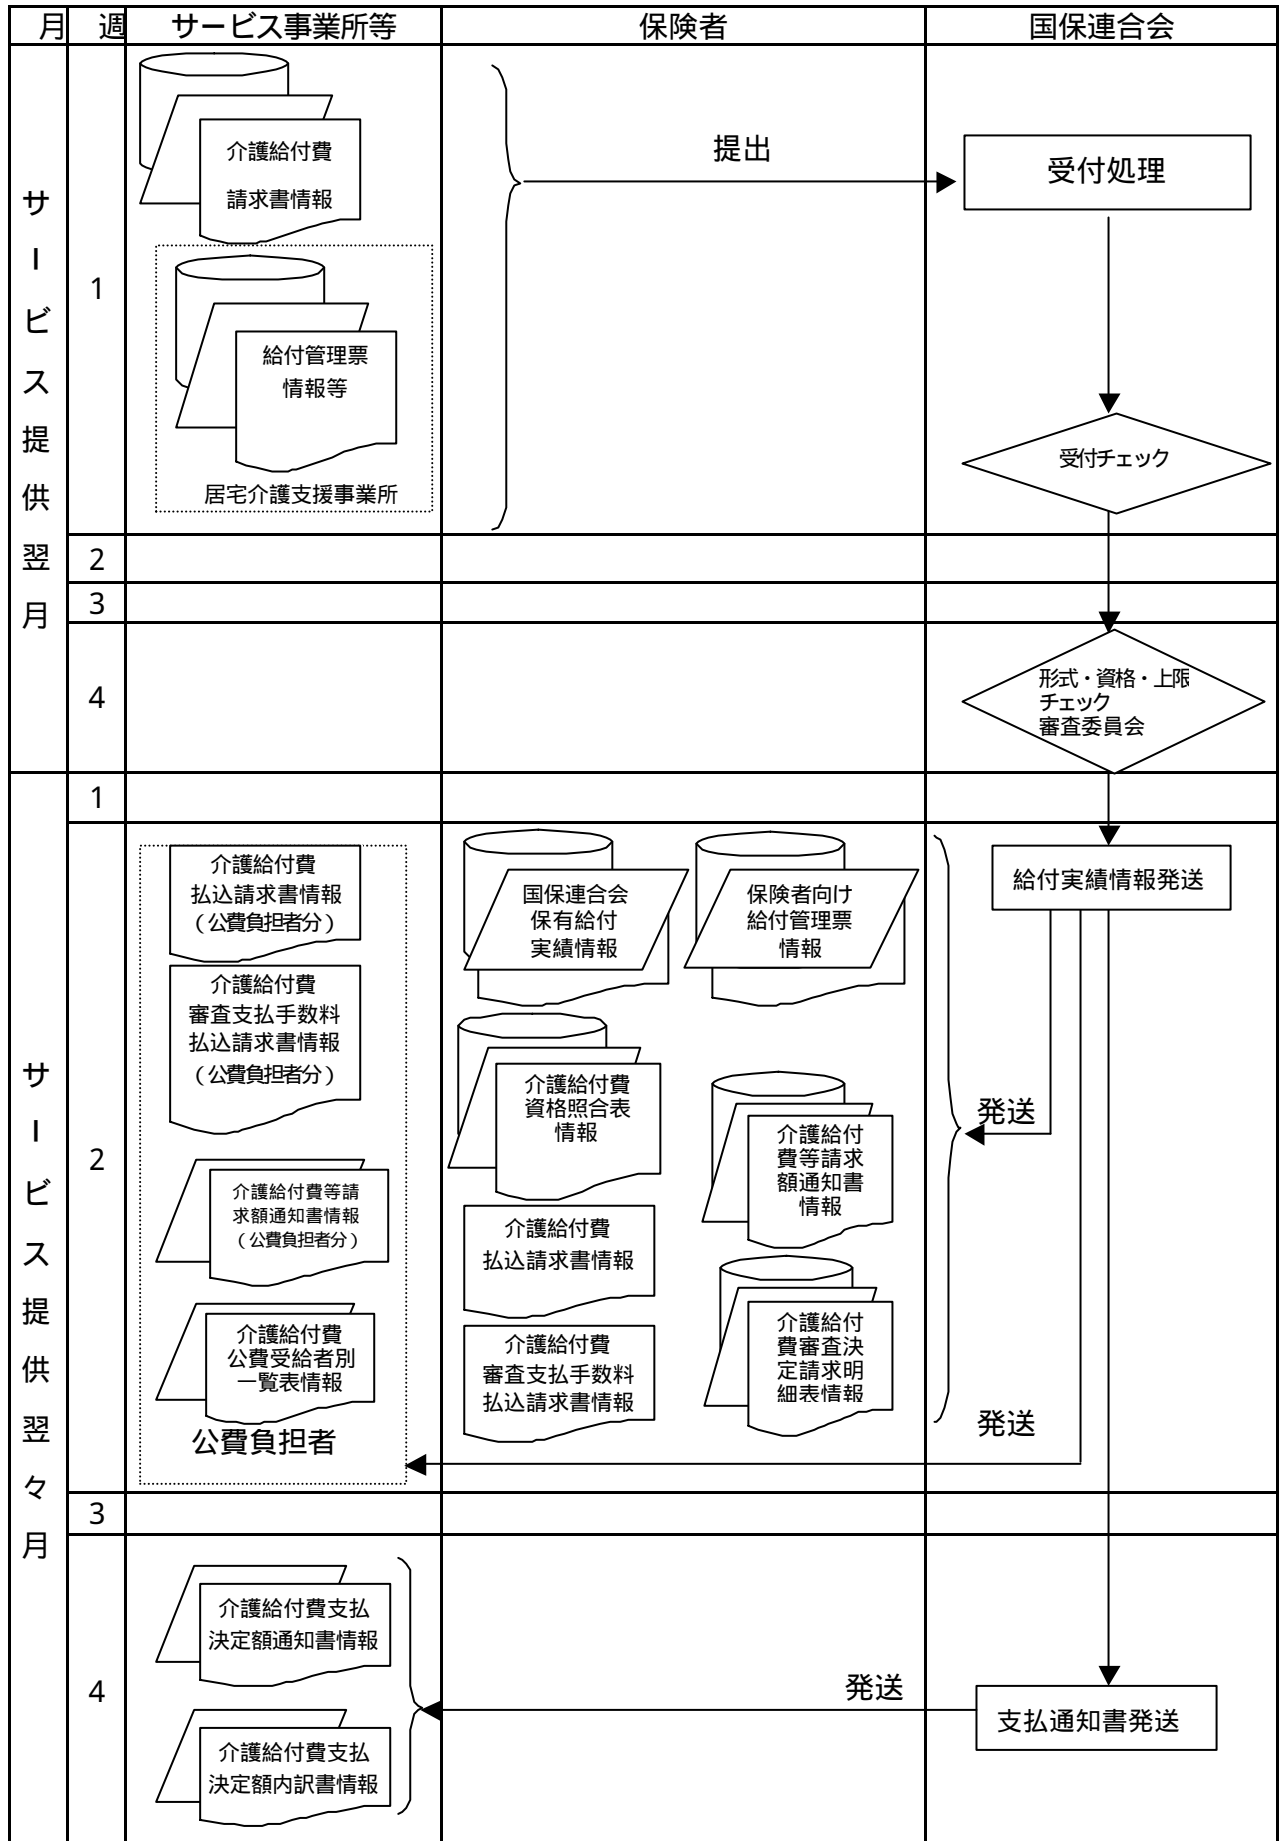 月 週 サービス事業所等 保険者 国保連合会
サービス提供翌月
1
介護給付費
請求書情報
給付管理票
情報等
居宅介護支援事業所
提出
受付処理
受付チェック
2
3
4
形式・資格・上限
チェック
審査委員会
サービス提供翌々月
1
2
介護給付費
払込請求書情報
(公費負担者分)
介護給付費
審査支払手数料
払込請求書情報
(公費負担者分)
介護給付費等請
求額通知書情報
(公費負担者分)
介護給付費
公費受給者別
一覧表情報
公費負担者
国保連合会
保有給付
実績情報
保険者向け
給付管理票
情報
介護給付費
資格照合表
情報
介護給付
費等請求
額通知書
情報
介護給付費
払込請求書情報
介護給付費
審査支払手数料
払込請求書情報
介護給付
費審査決
定請求明
細表情報
給付実績情報発送
発送
発送
3
4
介護給付費支払
決定額通知書情報
介護給付費支払
決定額内訳書情報
発送
支払通知書発送